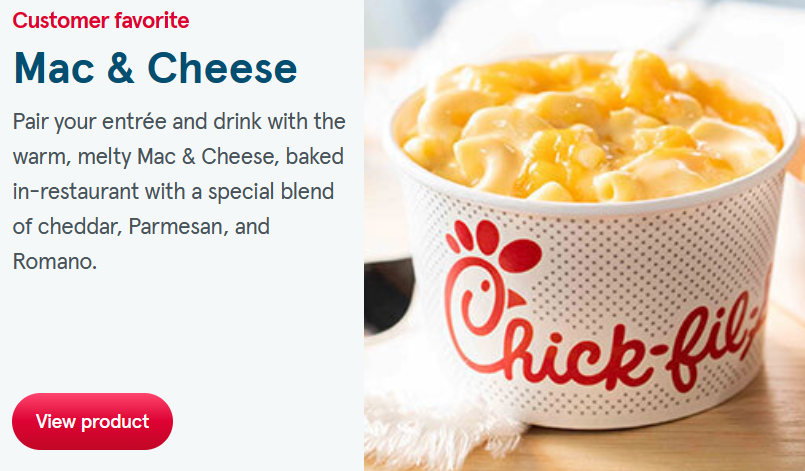 Customer favorite
Mac & Cheese
Pair your entrée and drink with the
warm, melty Mac & Cheese, baked
in-restaurant with a special blend
of cheddar, Parmesan, and
Romano.
View product
Chick-fil-A